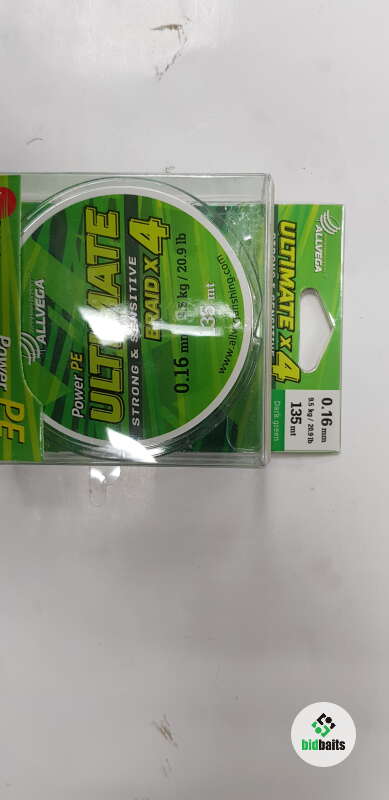 ALLVEGA
Power PE
ULTIMATE
STRONG & SENSITIVE
BRAID X4
0.16 mm
kg / 20.9 lb
135 mt
Power PE
ALLVEGA
ULTIMATE X4
0.16 mm
9.5 kg / 20.9 lb
135 mt
Dark green
bidbaits